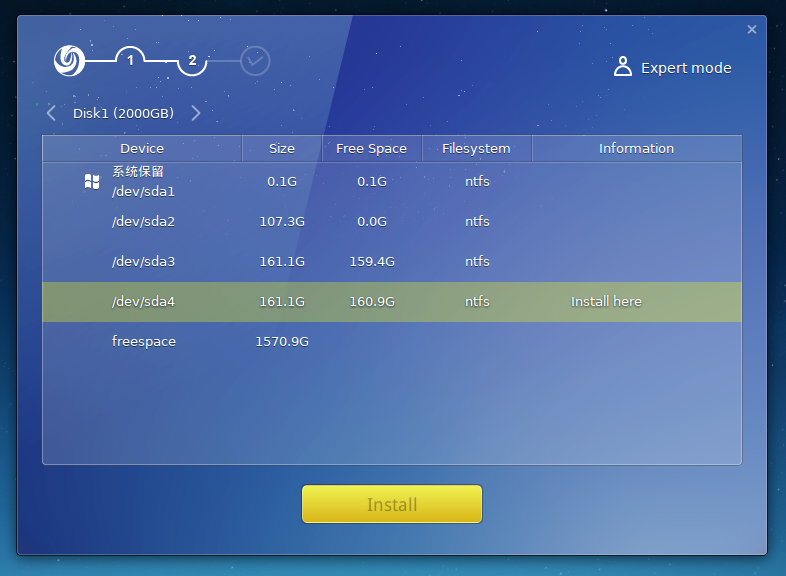 1
2
Expert mode
Disk1 (2000GB)
Device Size Free Space Filesystem Information
系统保留
/dev/sda1 0.1G 0.1G ntfs
/dev/sda2 107.3G 0.0G ntfs
/dev/sda3 161.1G 159.4G ntfs
/dev/sda4 161.1G 160.9G ntfs Install here
freespace 1570.9G
Install